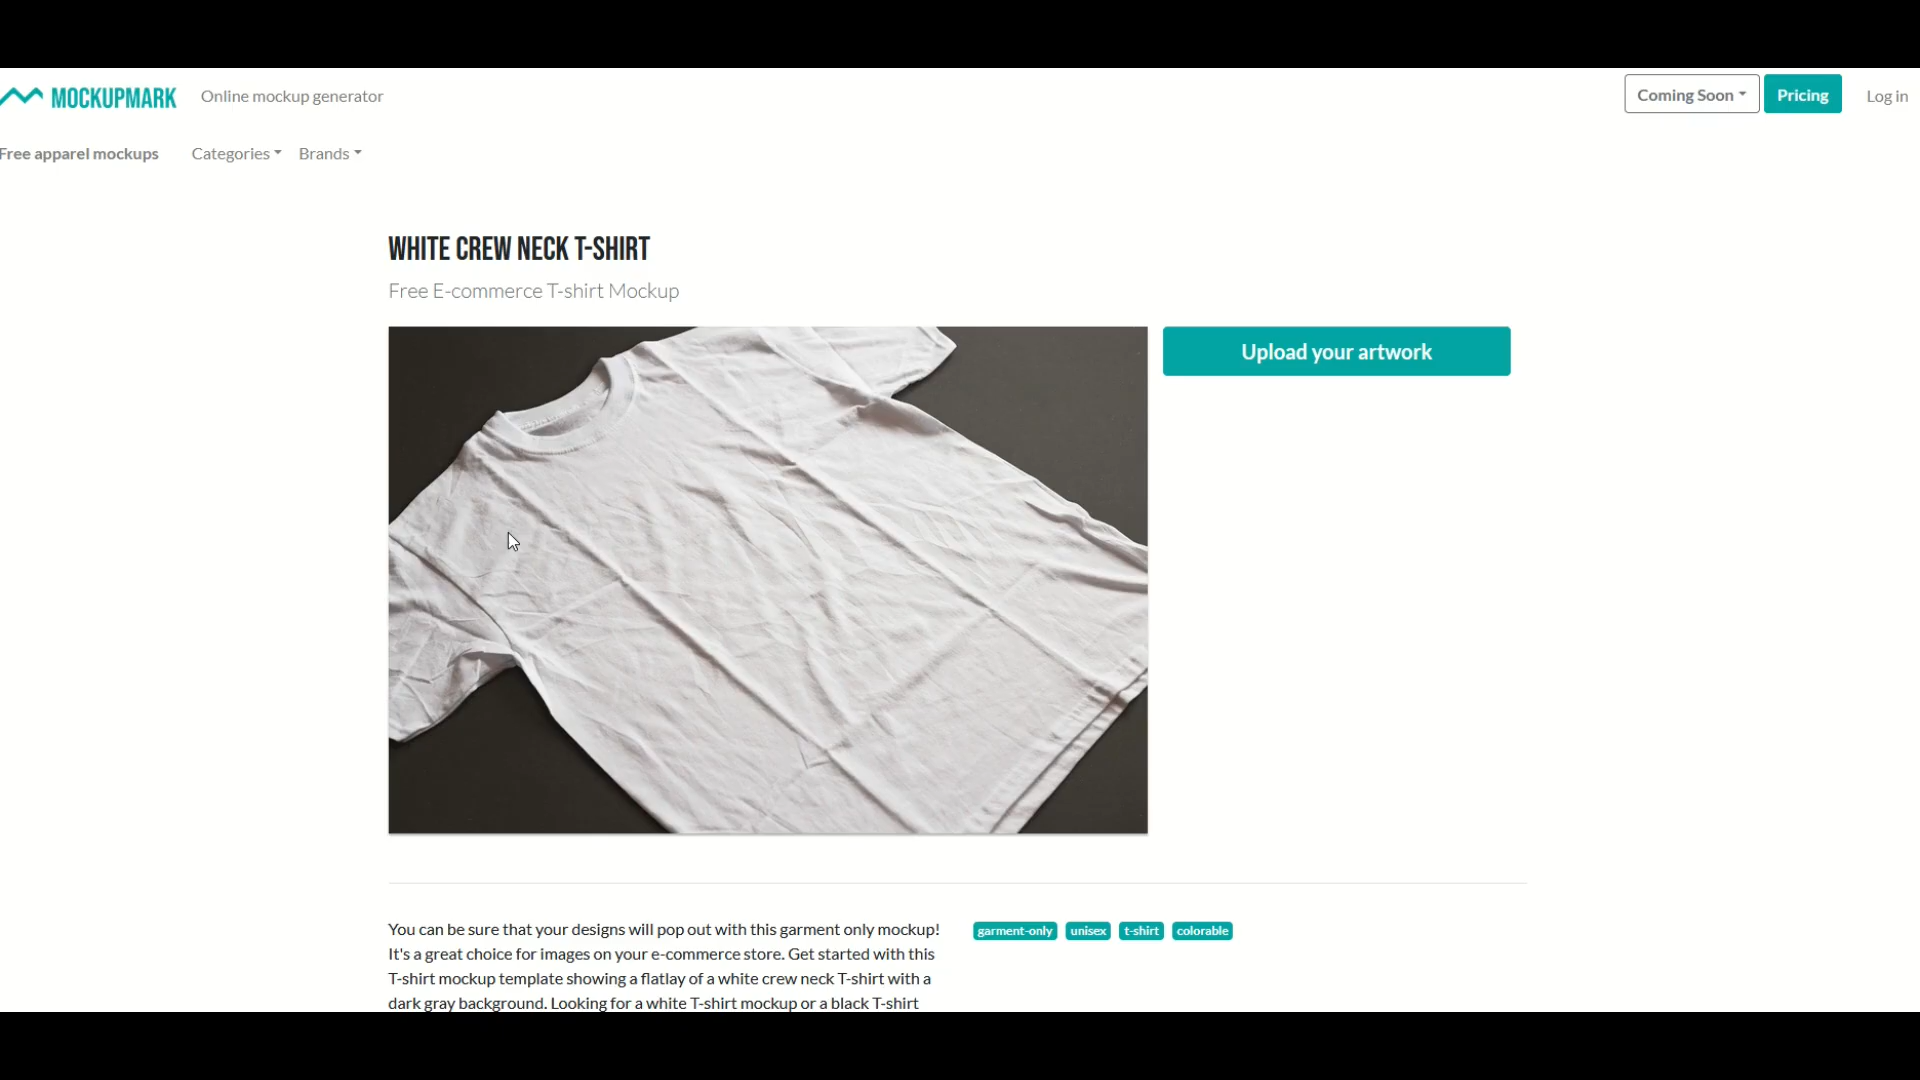 MOCKUPMARK Online mockup generator Coming Soon Pricing Log in
Free apparel mockups Categories Brands
WHITE CREW NECK T-SHIRT
Free E-commerce T-shirt Mockup
Upload your artwork
You can be sure that your designs will pop out with this garment only mockup!
It's a great choice for images on your e-commerce store. Get started with this
T-shirt mockup template showing a flatlay of a white crew neck T-shirt with a
dark gray background. Looking for a white T-shirt mockup or a black T-shirt
garment-only unisex t-shirt colorable